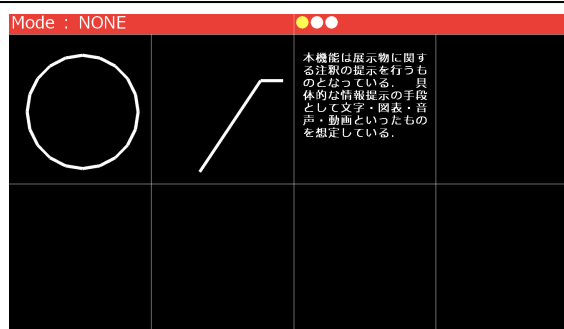 Mode : NONE
本機能は展示物に関す
る注釈の提示を行うも
のとなっている． 具
体的な情報提示の手段
として文字・図表・音
声・動画といったもの
を想定している．